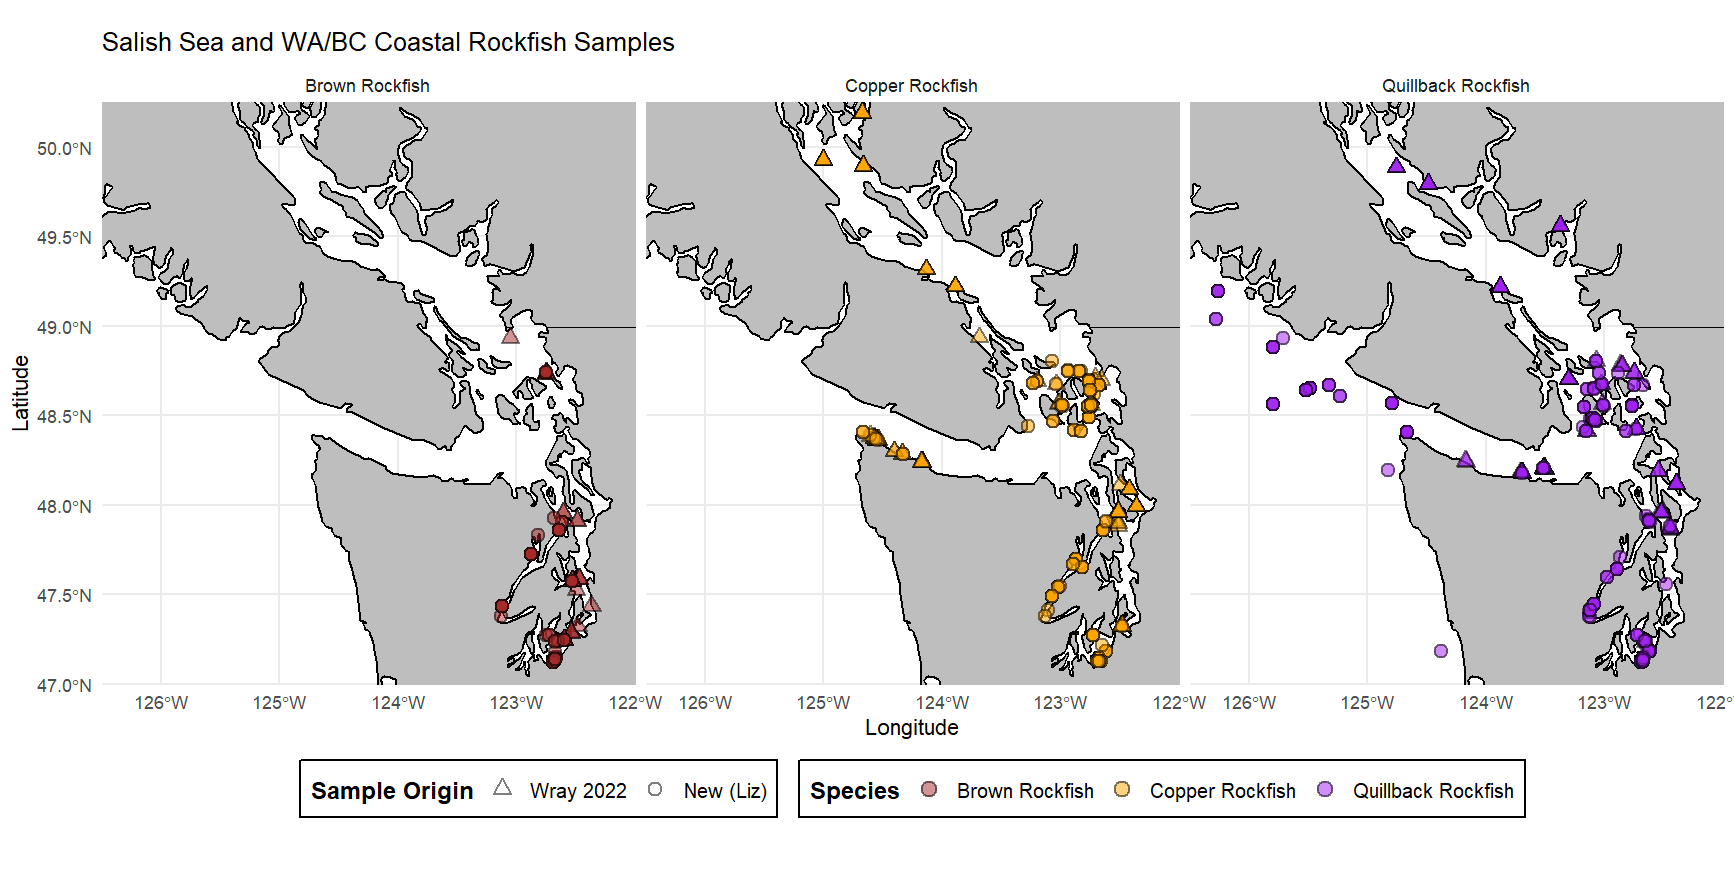 Salish Sea and WA/BC Coastal Rockfish Samples
Brown Rockfish
Copper Rockfish
Quillback Rockfish
Latitude
50.0°N
49.5°N
49.0°N
48.5°N
48.0°N
47.5°N
47.0°N
126°W 125°W 124°W 123°W 122°W 126°W 125°W 124°W 123°W 122°W 126°W 125°W 124°W 123°W 122°
Longitude
Sample Origin Wray 2022 New (Liz) Species Brown Rockfish Copper Rockfish Quillback Rockfish